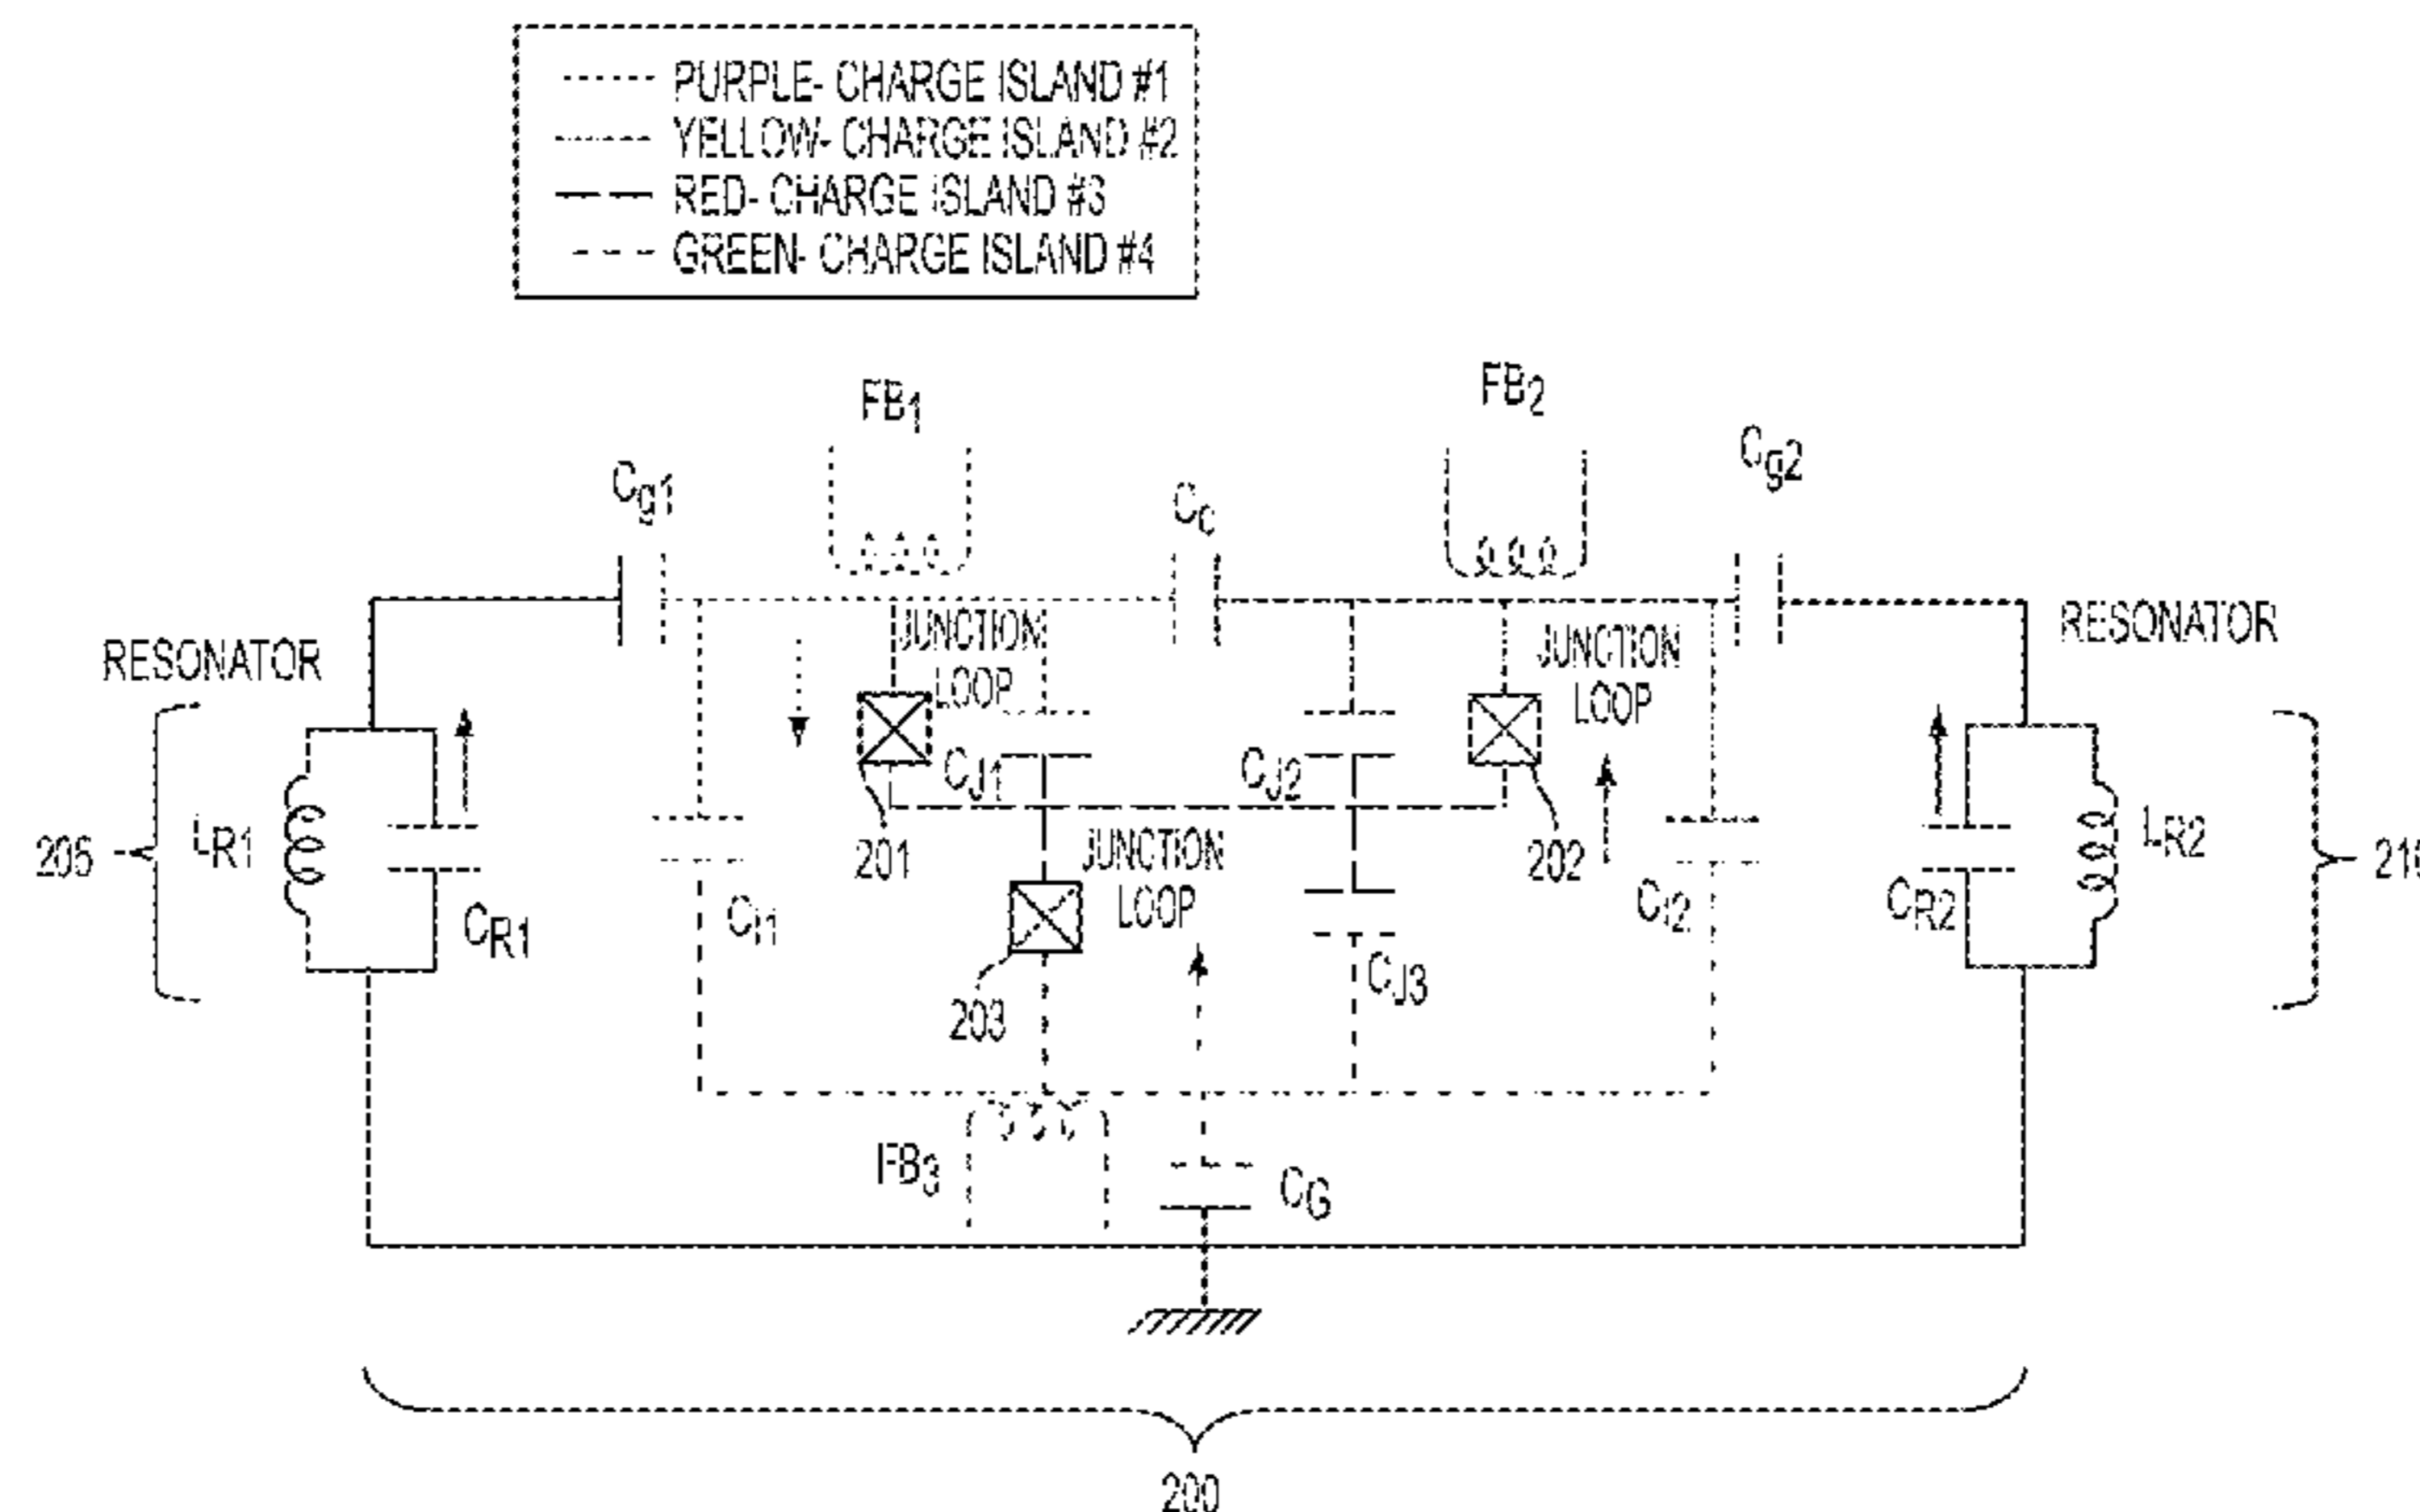 PURPLE- CHARGE ISLAND #1
YELLOW- CHARGE ISLAND #2
RED- CHARGE ISLAND #3
GREEN- CHARGE ISLAND #4
FB1
FB2
Cg1
Cc
Cg2
RESONATOR
JUNCTION
LOOP
JUNCTION
LOOP
RESONATOR
LR1
CR1
205
Ci1
201
CJ1
CJ2
JUNCTION
LOOP
202
Ci2
CR2
LR2
203
CJ3
FB3
CG
200